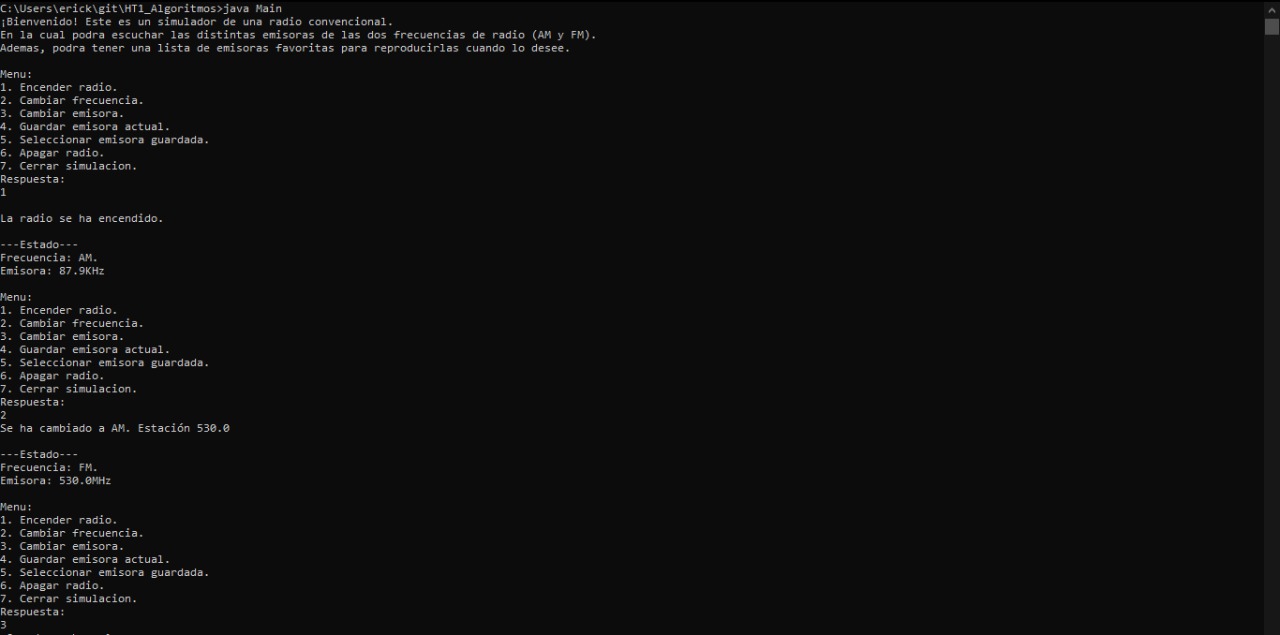 C:\Users\erick\git\HT1_Algoritmos>java Main
¡Bienvenido! Este es un simulador de una radio convencional.
En la cual podra escuchar las distintas emisoras de las dos frecuencias de radio (AM y FM).
Ademas, podra tener una lista de emisoras favoritas para reproducirlas cuando lo desee.
Menu:
1. Encender radio.
2. Cambiar frecuencia.
3. Cambiar emisora.
4. Guardar emisora actual.
5. Seleccionar emisora guardada.
6. Apagar radio.
7. Cerrar simulacion.
Respuesta:
1
La radio se ha encendido.
---Estado---
Frecuencia: AM.
Emisora: 87.9KHz
Menu:
1. Encender radio.
2. Cambiar frecuencia.
3. Cambiar emisora.
4. Guardar emisora actual.
5. Seleccionar emisora guardada.
6. Apagar radio.
7. Cerrar simulacion.
Respuesta:
2
Se ha cambiado a AM. Estación 530.0
---Estado---
Frecuencia: FM.
Emisora: 530.0MHz
Menu:
1. Encender radio.
2. Cambiar frecuencia.
3. Cambiar emisora.
4. Guardar emisora actual.
5. Seleccionar emisora guardada.
6. Apagar radio.
7. Cerrar simulacion.
Respuesta:
3